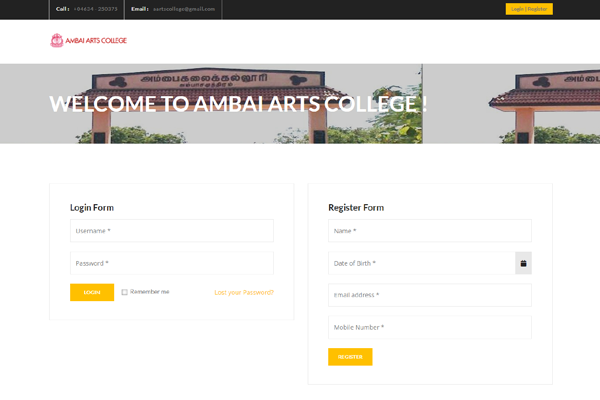 Call : +04634 - 250373 Email : aartscollege@gmail.com Login | Register
AMBAI ARTS COLLEGE
அம்பைகலைக்கல்லூரி
WELCOME TO AMBAI ARTS COLLEGE !
Login Form
Username *
Password *
LOGIN Remember me Lost your Password?
Register Form
Name *
Date of Birth *
Email address *
Mobile Number *
REGISTER